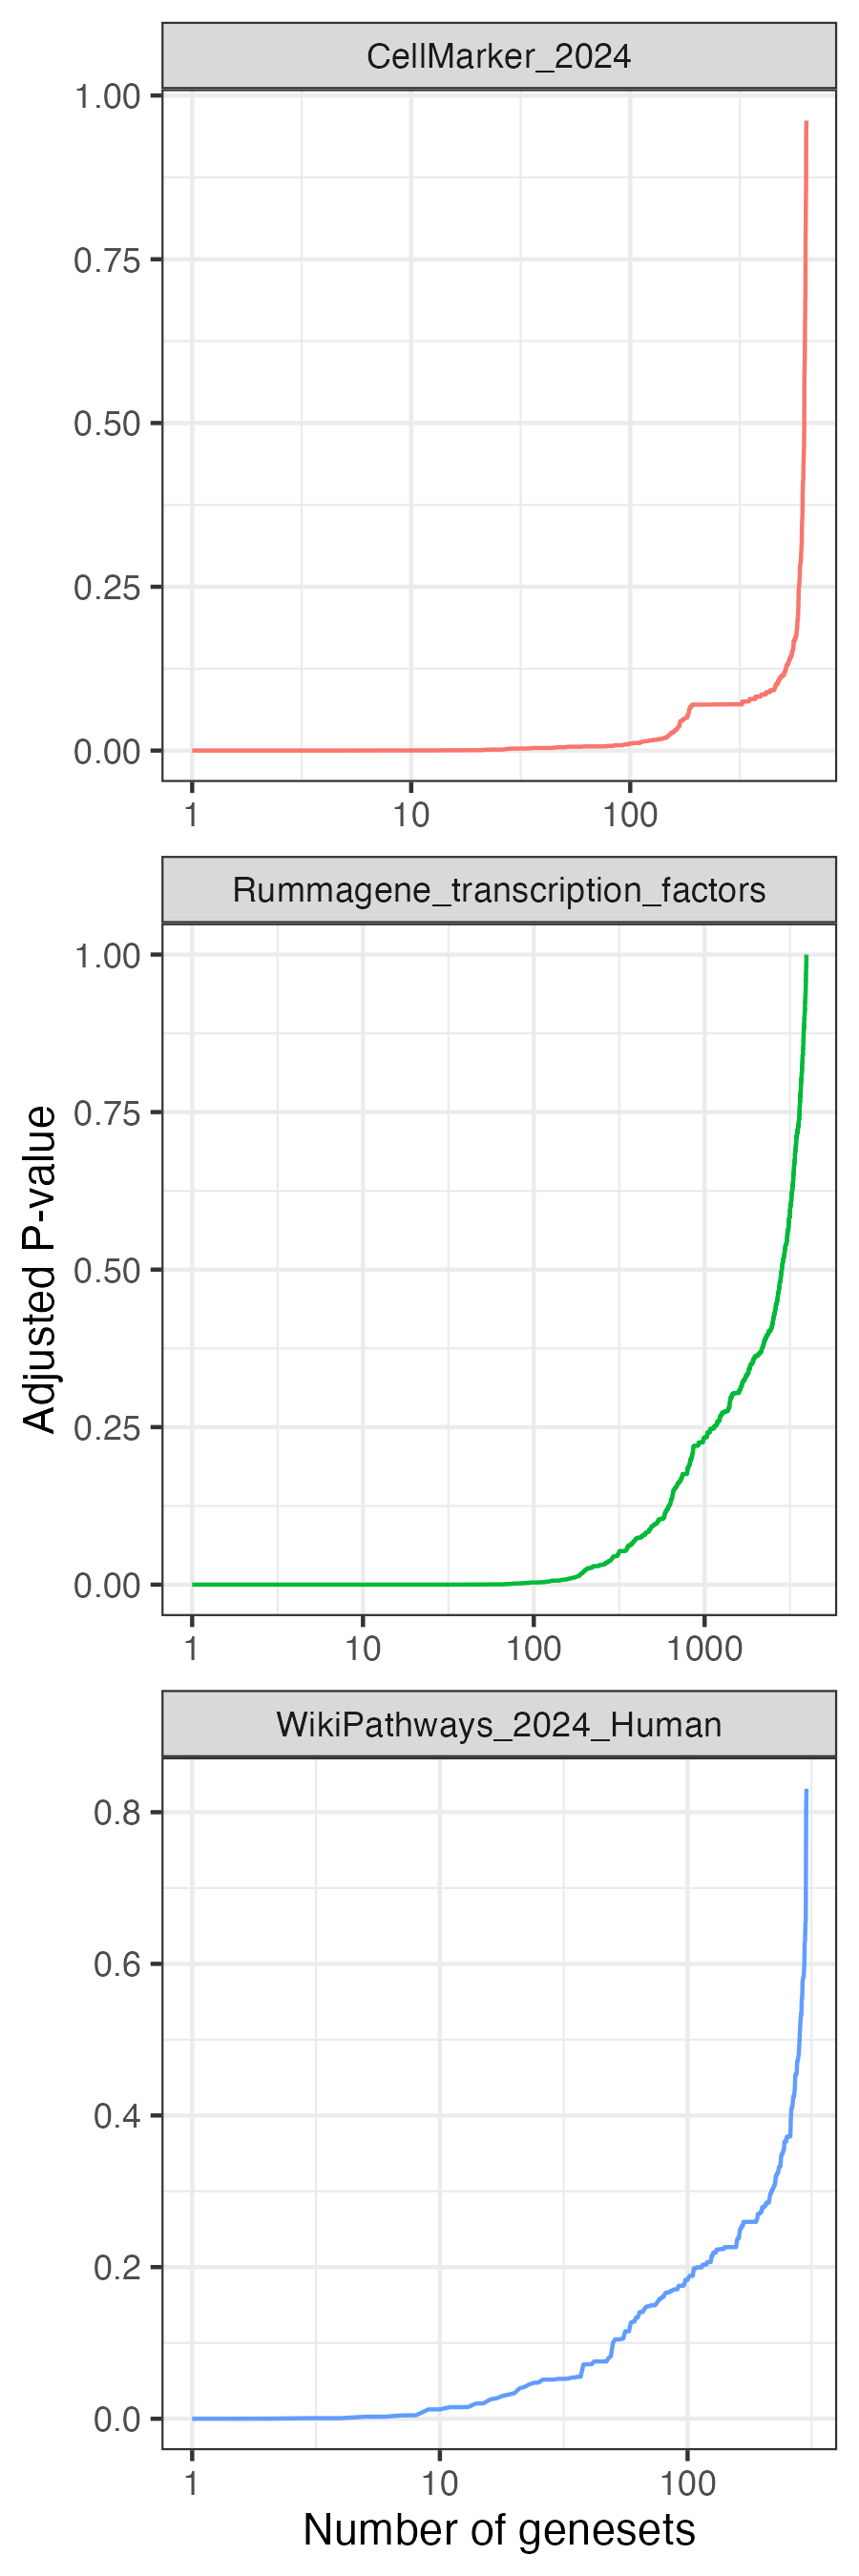 CellMarker_2024
1.00
0.75
0.50
0.25
0.00
1 10 100
Rummagene_transcription_factors
1.00
0.75
0.50
0.25
0.00
1 10 100 1000
Adjusted P-value
WikiPathways_2024_Human
0.8
0.6
0.4
0.2
0.0
1 10 100
Number of genesets